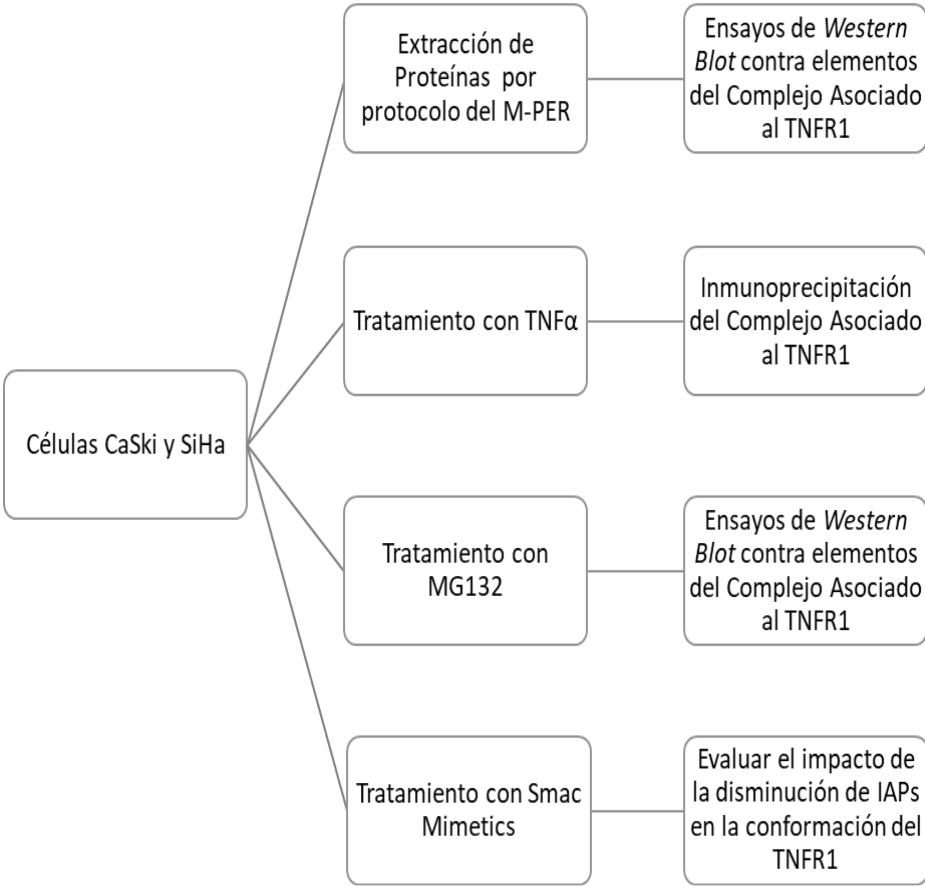 Células CaSki y SiHa
Extracción de
Proteínas por
protocolo del M-PER
Ensayos de Western
Blot contra elementos
del Complejo Asociado
al TNFR1
Tratamiento con TNFα
Inmunoprecipitación
del Complejo Asociado
al TNFR1
Tratamiento con
MG132
Ensayos de Western
Blot contra elementos
del Complejo Asociado
al TNFR1
Tratamiento con Smac
Mimetics
Evaluar el impacto de
la disminución de IAPs
en la conformación del
TNFR1